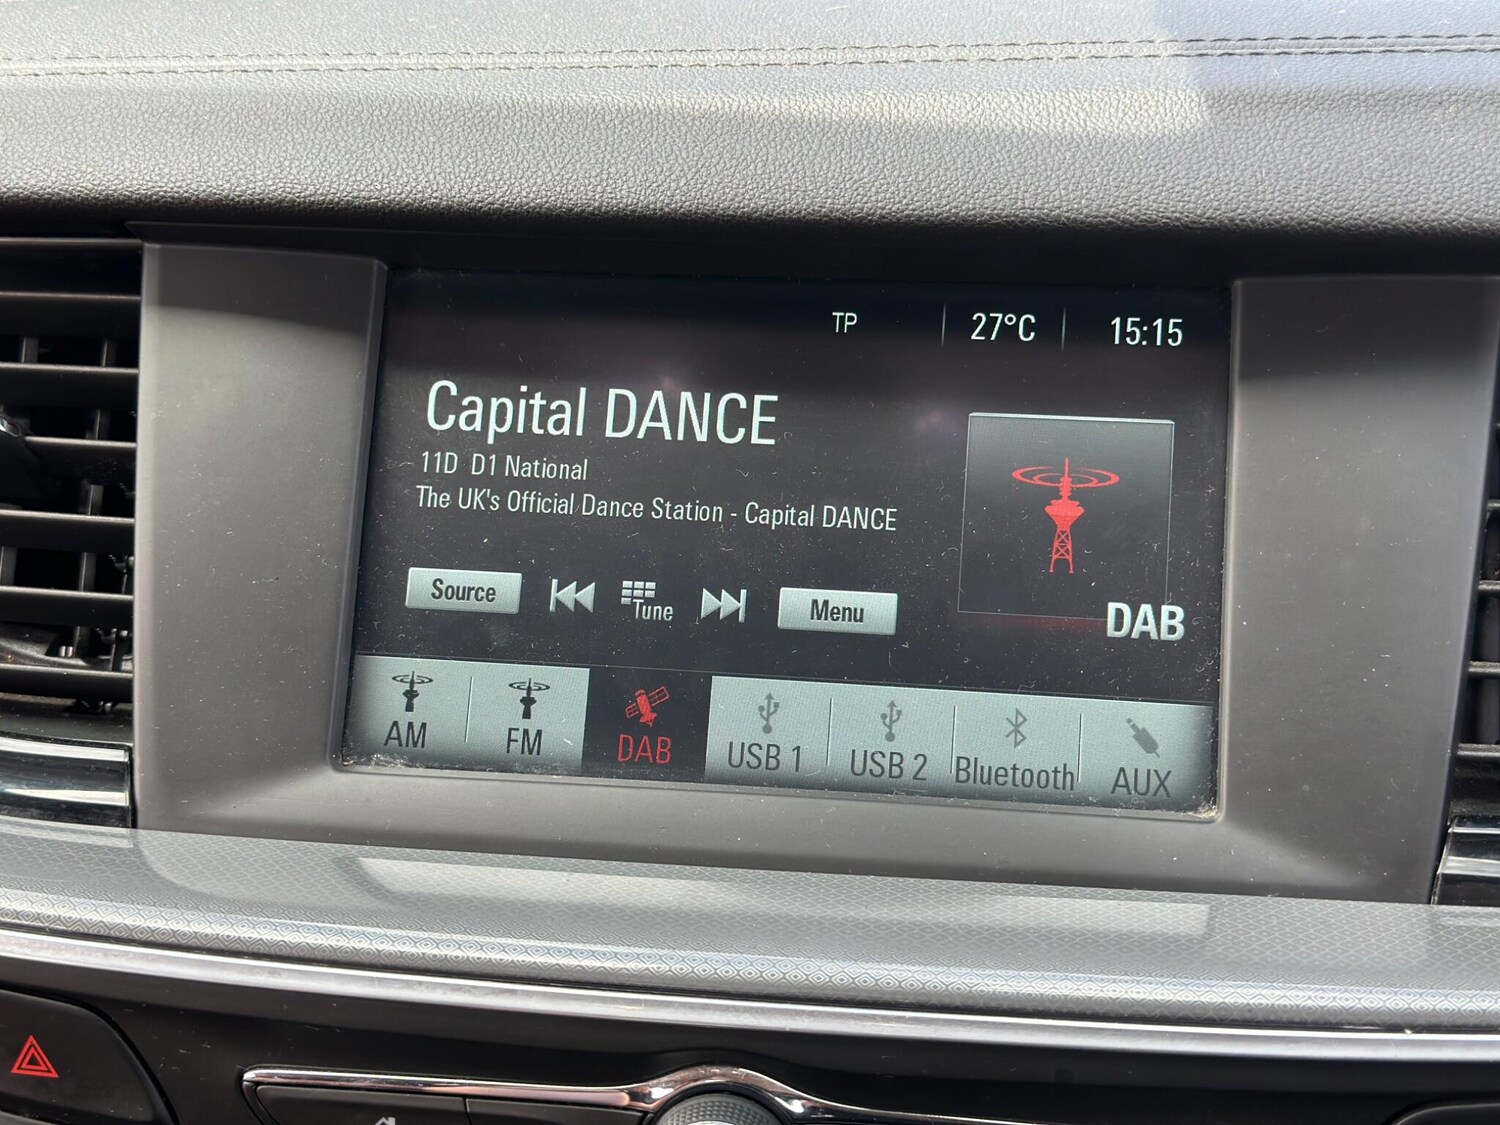 TP 27°C 15:15
Capital DANCE
11D D1 National
The UK's Official Dance Station - Capital DANCE
Source Tune Menu
DAB
AM FM DAB USB 1 USB 2 Bluetooth AUX